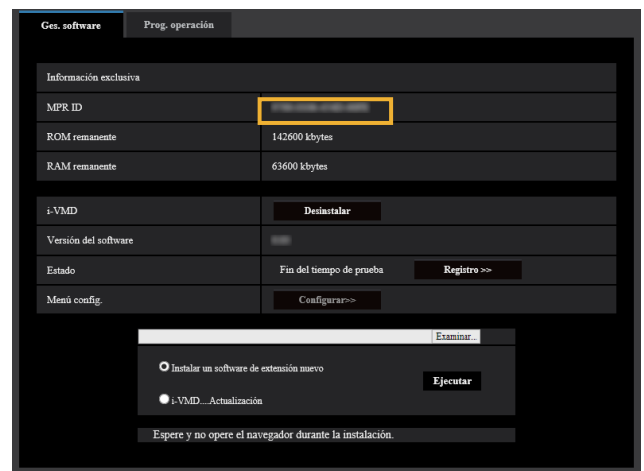 Ges. software
Prog. operación
Información exclusiva
MPR ID
ROM remanente 142600 kbytes
RAM remanente 63600 kbytes
i-VMD Desinstalar
Versión del software
Estado Fin del tiempo de prueba Registro >>
Menú config. Configurar>>
Examinar...
Instalar un software de extensión nuevo
Ejecutar
i-VMD....Actualización
Espere y no opere el navegador durante la instalación.